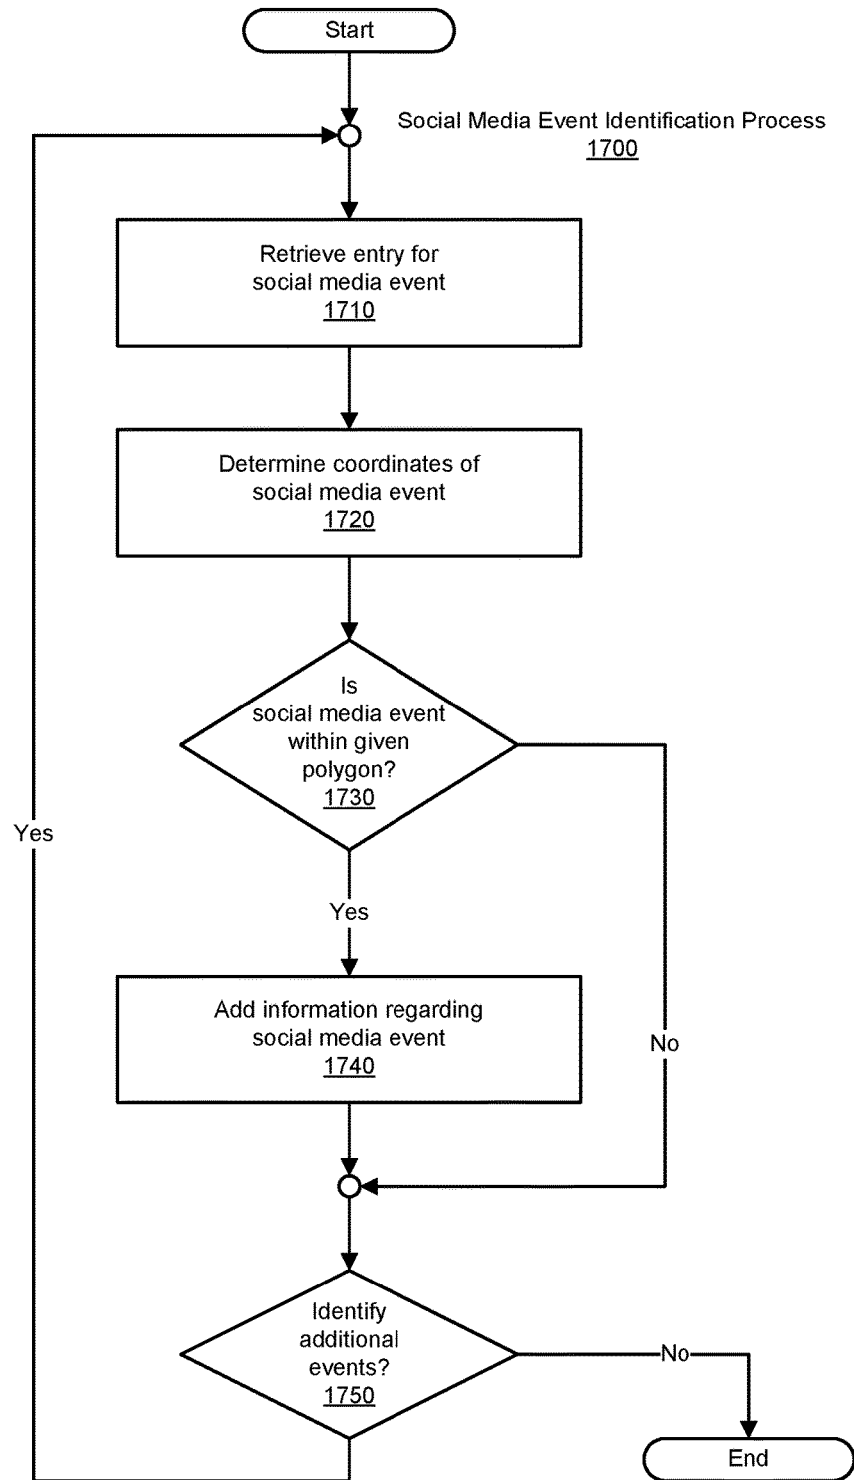 Start
Social Media Event Identification Process
1700
Retrieve entry for
social media event
1710
Determine coordinates of
social media event
1720
Is
social media event
within given
polygon?
1730
Yes
Yes
Add information regarding
social media event
1740
No
Identify
additional
events?
1750
No
End